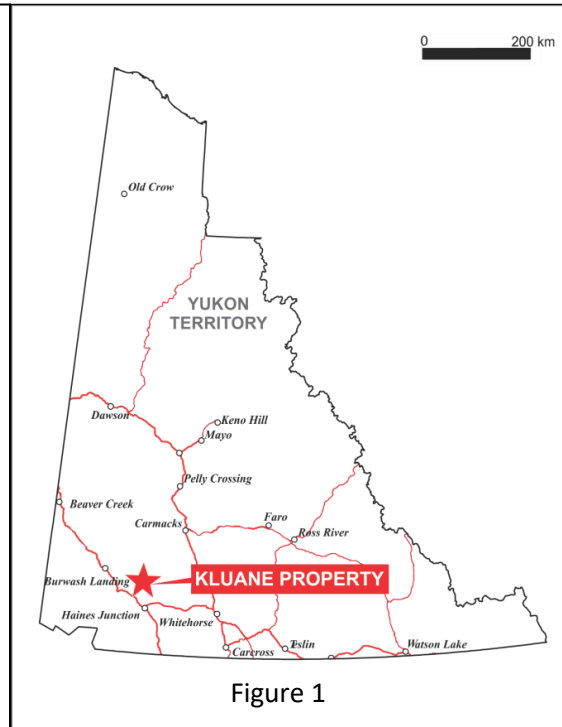 0 200 km
Old Crow
YUKON
TERRITORY
Dawson
Keno Hill
Mayo
Pelly Crossing
Beaver Creek
Carmacks
Faro
Ross River
Burwash Landing
KLUANE PROPERTY
Haines Junction
Whitehorse
Carcross
Teslin
Watson Lake
Figure 1